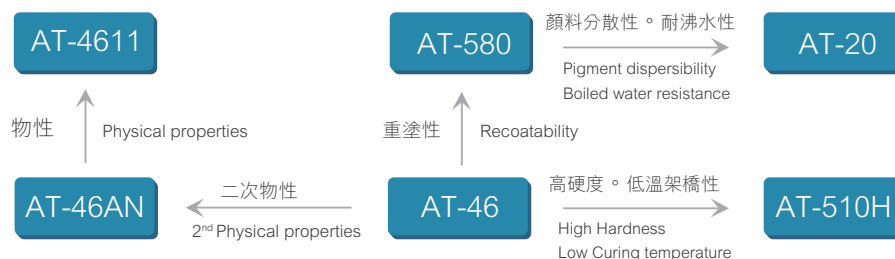 AT-4611
AT-580
顏料分散性。耐沸水性
Pigment dispersibility
Boiled water resistance
AT-20
物性
Physical properties
重塗性
Recoatability
AT-46AN
二次物性
2nd Physical properties
AT-46
高硬度。低溫架橋性
High Hardness
Low Curing temperature
AT-510H